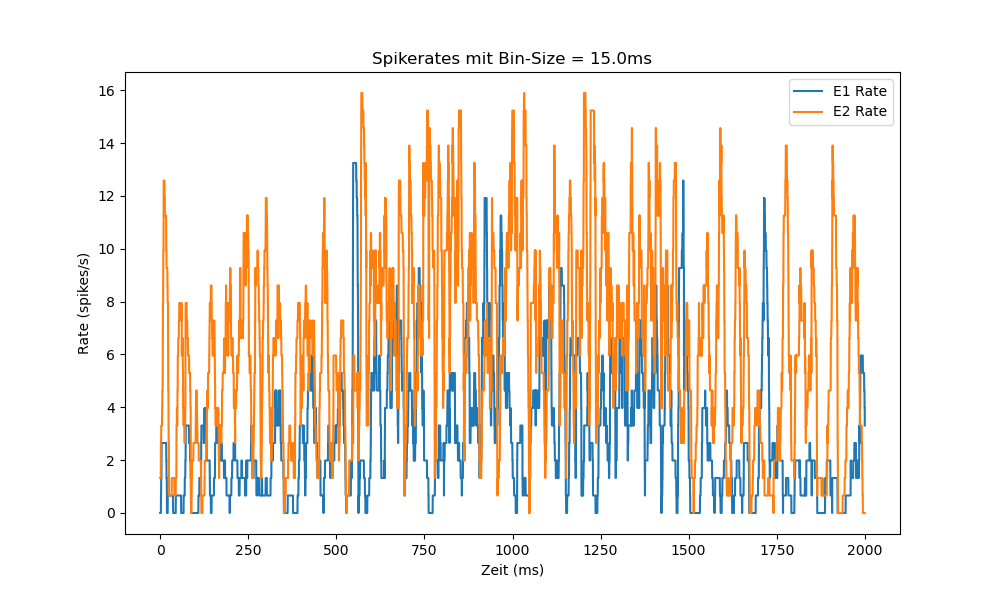 Spikerates mit Bin-Size = 15.0ms
E1 Rate
E2 Rate
16
14
12
10
8
6
4
2
0
Rate (spikes/s)
0 250 500 750 1000 1250 1500 1750 2000
Zeit (ms)